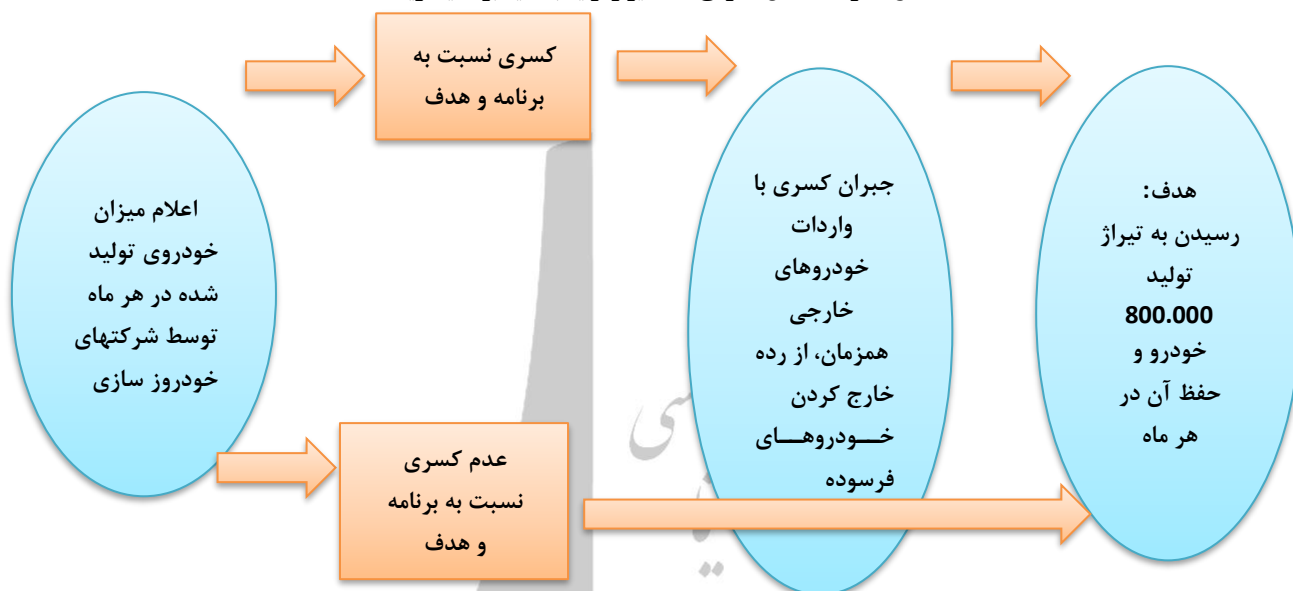 کسری نسبت به
برنامه و هدف
اعلام میزان
خودروی تولید
شده در هر ماه
توسط شرکتهای
خودروز سازی
عدم کسری
نسبت به برنامه
و هدف
جبران کسری با
واردات
خودروهای
خارجی
همزمان، از رده
خارج کردن
خـــودروهـــای
فرسوده
هدف:
رسیدن به تیراژ
تولید
800.000
خودرو و
حفظ آن در
هر ماه